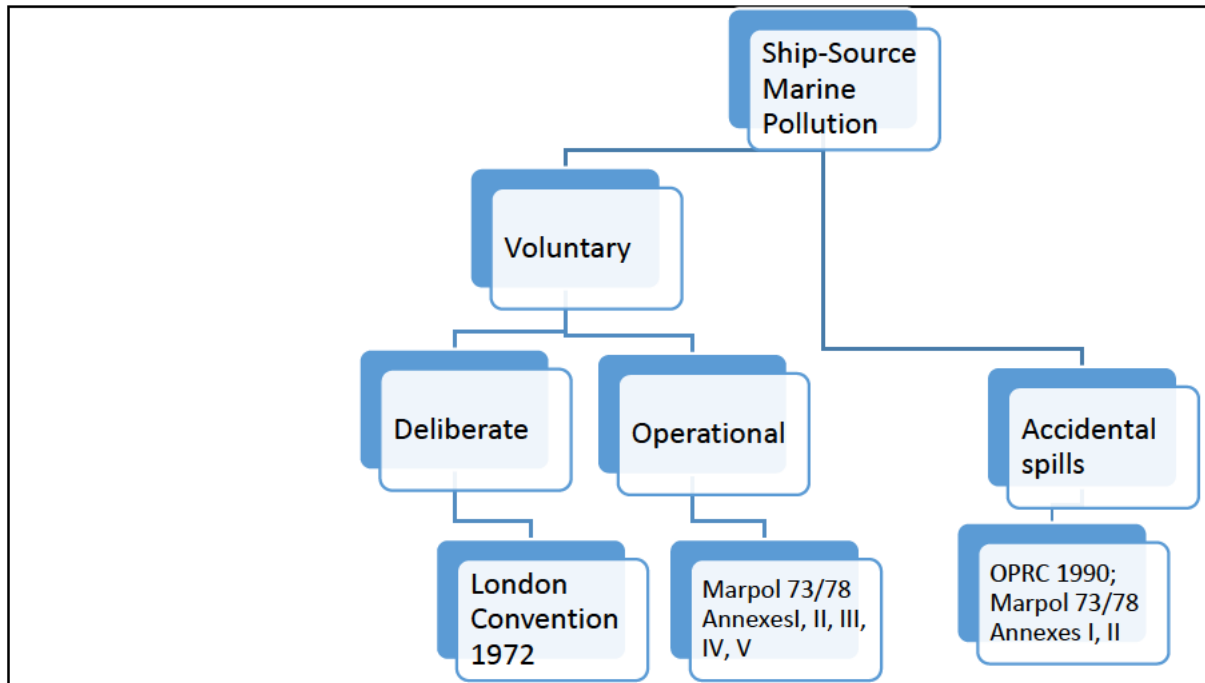 Ship-Source
Marine
Pollution
Voluntary
Deliberate
Operational
Accidental
spills
London
Convention
1972
Marpol 73/78
AnnexesI, II, III,
IV, V
OPRC 1990;
Marpol 73/78
Annexes I, II